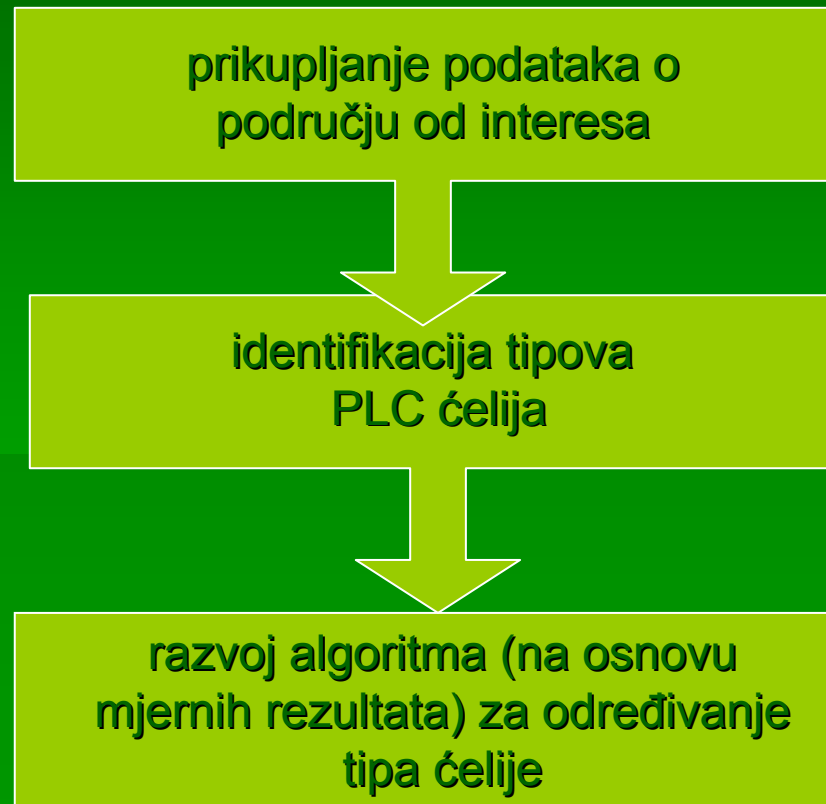 prikupljanje podataka o
području od interesa
identifikacija tipova
PLC ćelija
razvoj algoritma (na osnovu
mjernih rezultata) za određivanje
tipa ćelije